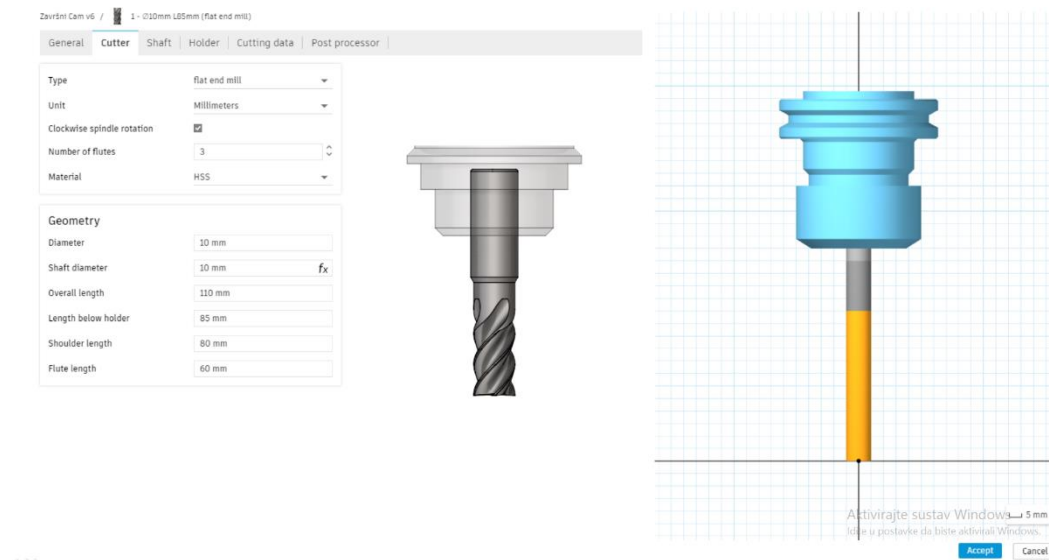 Završni Cam v6 / 1 - Ø10mm L85mm (flat end mill)
General Cutter Shaft Holder Cutting data Post processor
Type flat end mill
Unit Millimeters
Clockwise spindle rotation
Number of flutes 3
Material HSS
Geometry
Diameter 10 mm
Shaft diameter 10 mm fx
Overall length 110 mm
Length below holder 85 mm
Shoulder length 80 mm
Flute length 60 mm
Aktivirajte sustav Windows
5 mm
Idite u postavke da biste aktivirali Windows.
Accept Cancel